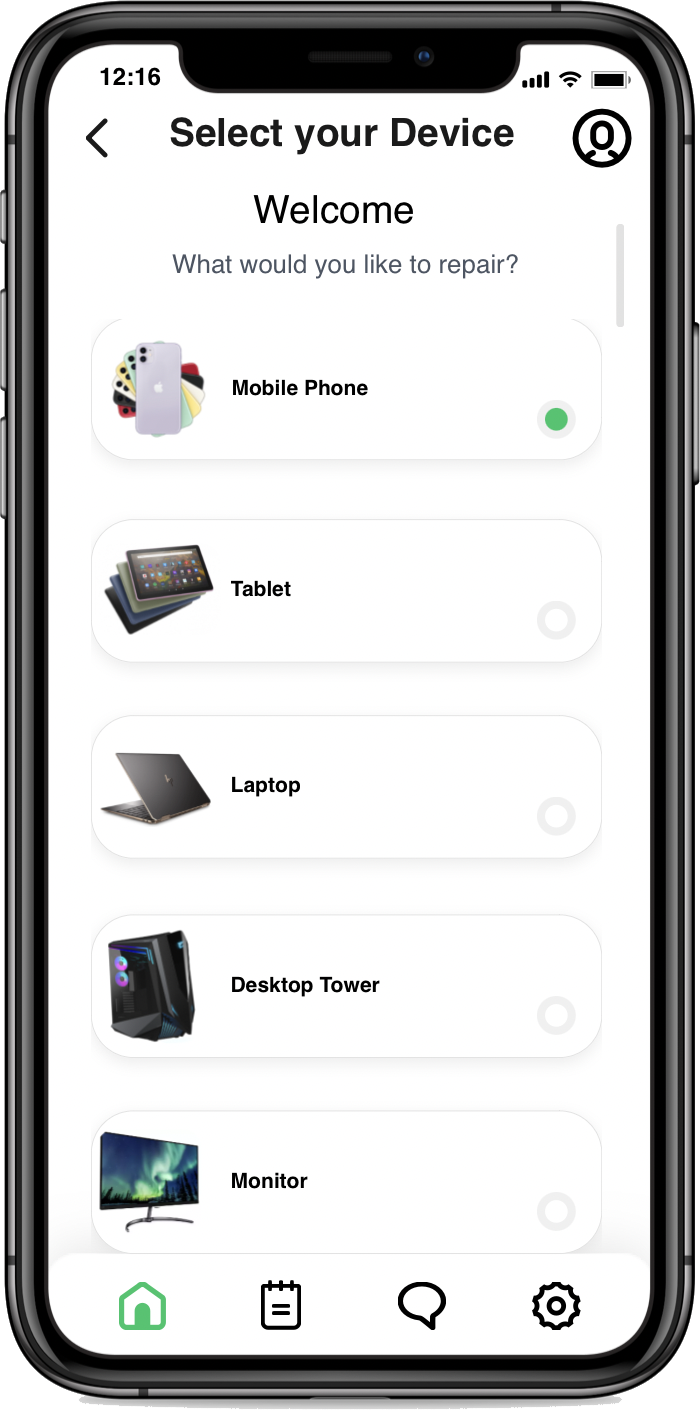 12:16
Select your Device
Welcome
What would you like to repair?
Mobile Phone
Tablet
Laptop
Desktop Tower
Monitor